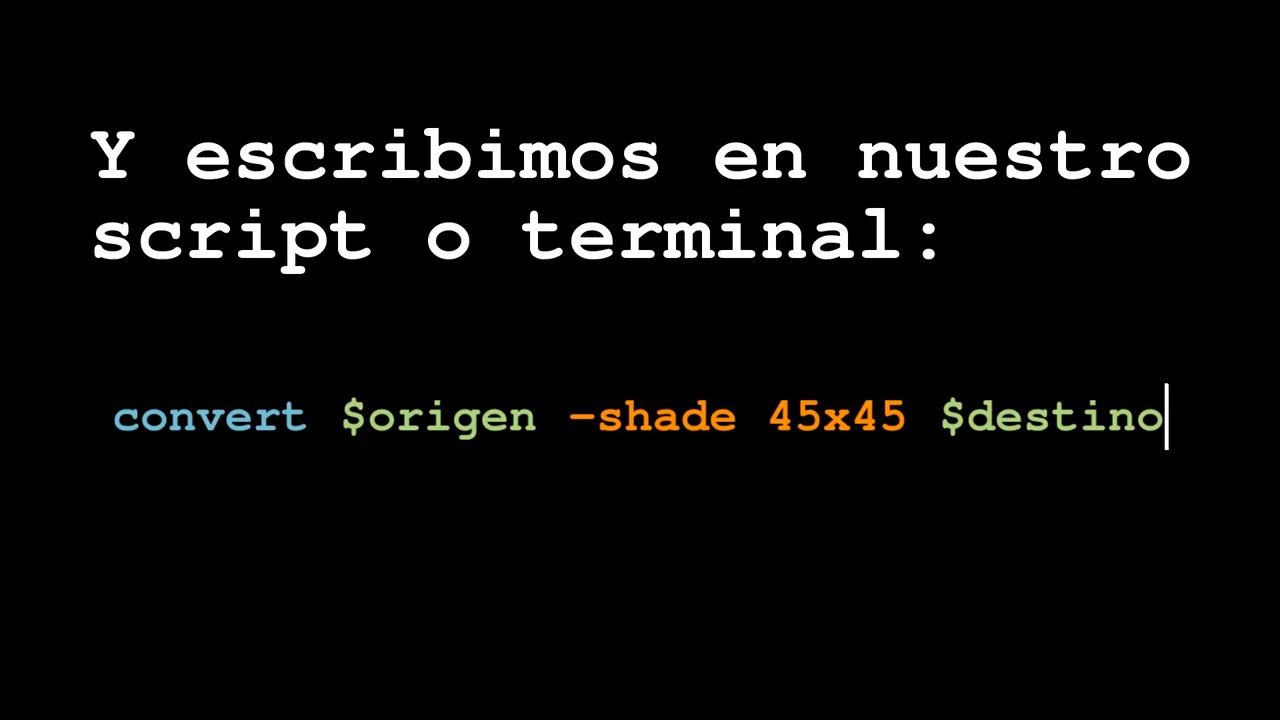 Y escribimos en nuestro
script o terminal:
convert $origen -shade 45x45 $destino